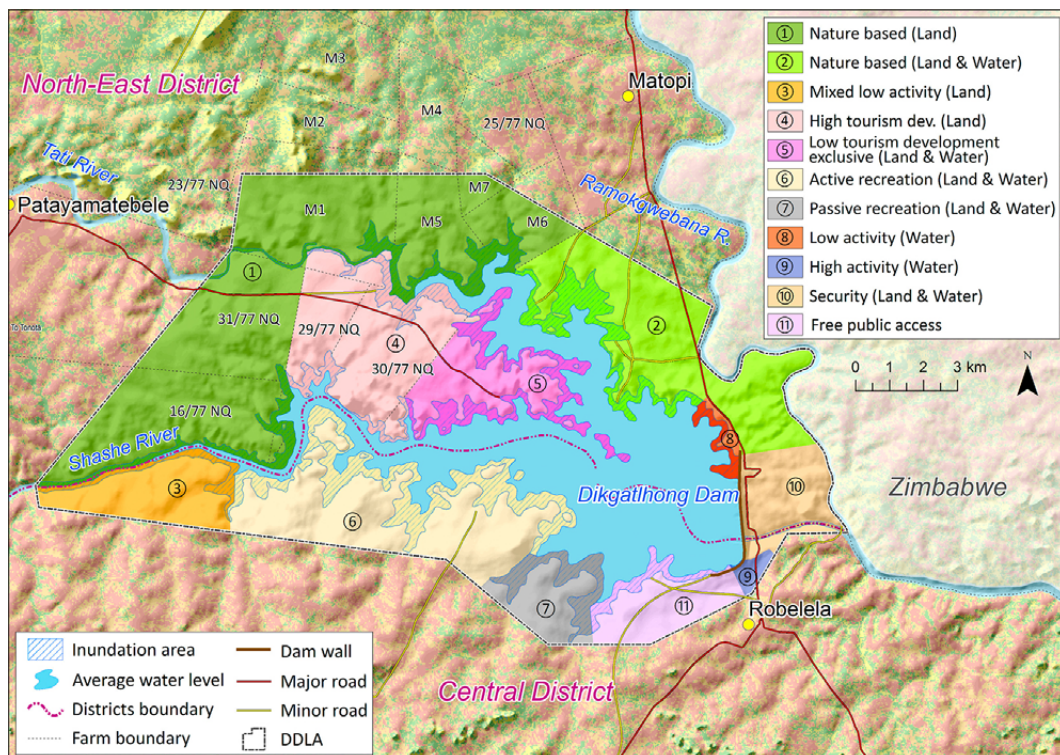 M3
North-East District
Matopi
M4
25/77 NQ
M2
Tati River
23/77 NQ
M7
Ramokgwebana R.
Patayamatebele
M1
M5
M6
1
To Tonota
31/77 NQ
29/77 NQ
4
2
30/77 NQ
5
16/77 NQ
Shashe River
8
3
Dikgatlhong Dam
10
Zimbabwe
6
9
7
11
Robelela
Central District
1 Nature based (Land)
2 Nature based (Land & Water)
3 Mixed low activity (Land)
4 High tourism dev. (Land)
5 Low tourism development
exclusive (Land & Water)
6 Active recreation (Land & Water)
7 Passive recreation (Land & Water)
8 Low activity (Water)
9 High activity (Water)
10 Security (Land & Water)
11 Free public access
0 1 2 3 km
N
Inundation area
Average water level
Districts boundary
Farm boundary
Dam wall
Major road
Minor road
DDLA